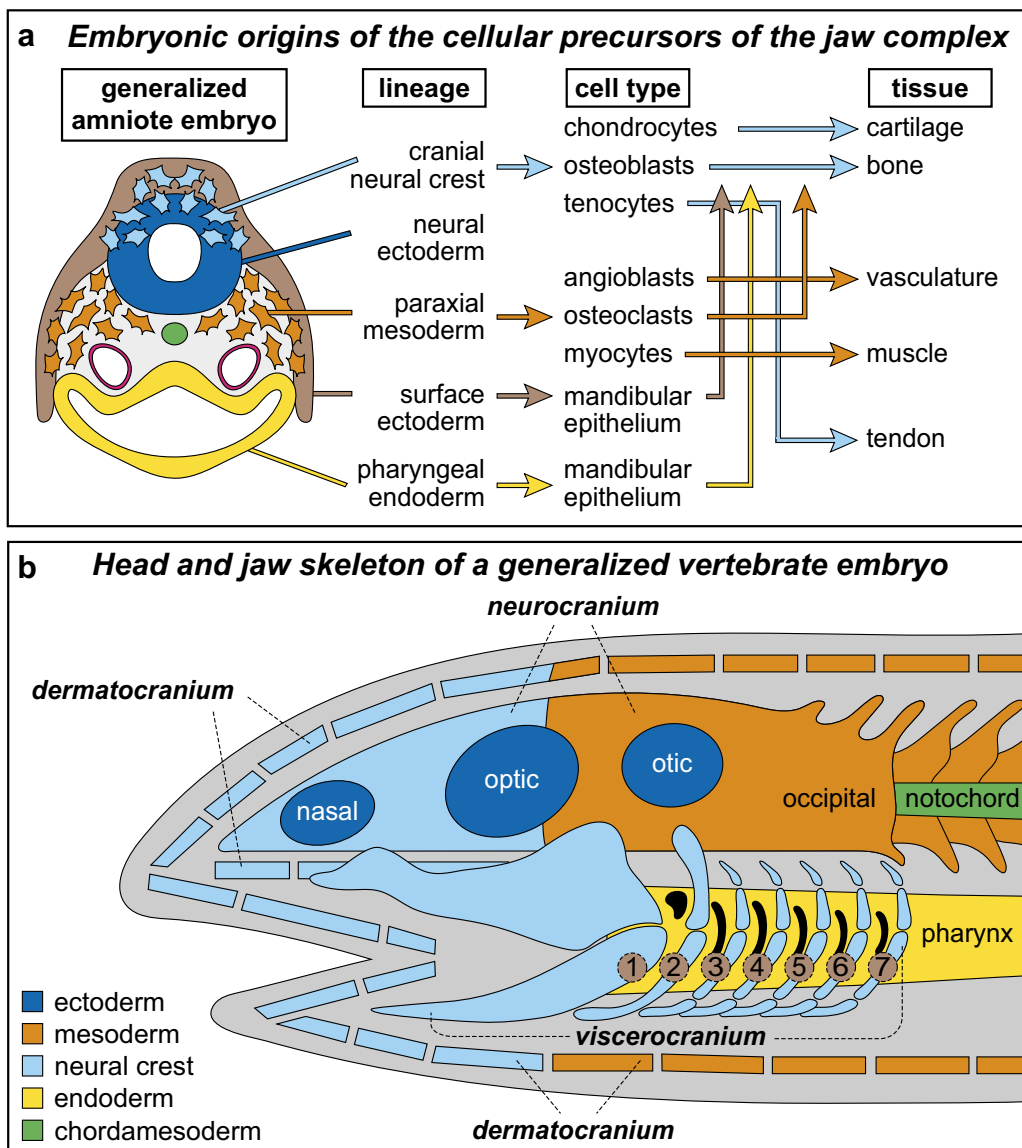 a Embryonic origins of the cellular precursors of the jaw complex
generalized
amniote embryo
lineage
cell type
tissue
cranial
neural crest
neural
ectoderm
paraxial
mesoderm
surface
ectoderm
pharyngeal
endoderm
chondrocytes
osteoblasts
tenocytes
angioblasts
osteoclasts
myocytes
mandibular
epithelium
mandibular
epithelium
cartilage
bone
vasculature
muscle
tendon
b Head and jaw skeleton of a generalized vertebrate embryo
neurocranium
dermatocranium
nasal
optic
otic
occipital
notochord
pharynx
1 2 3 4 5 6 7
viscerocranium
dermatocranium
ectoderm
mesoderm
neural crest
endoderm
chordamesoderm